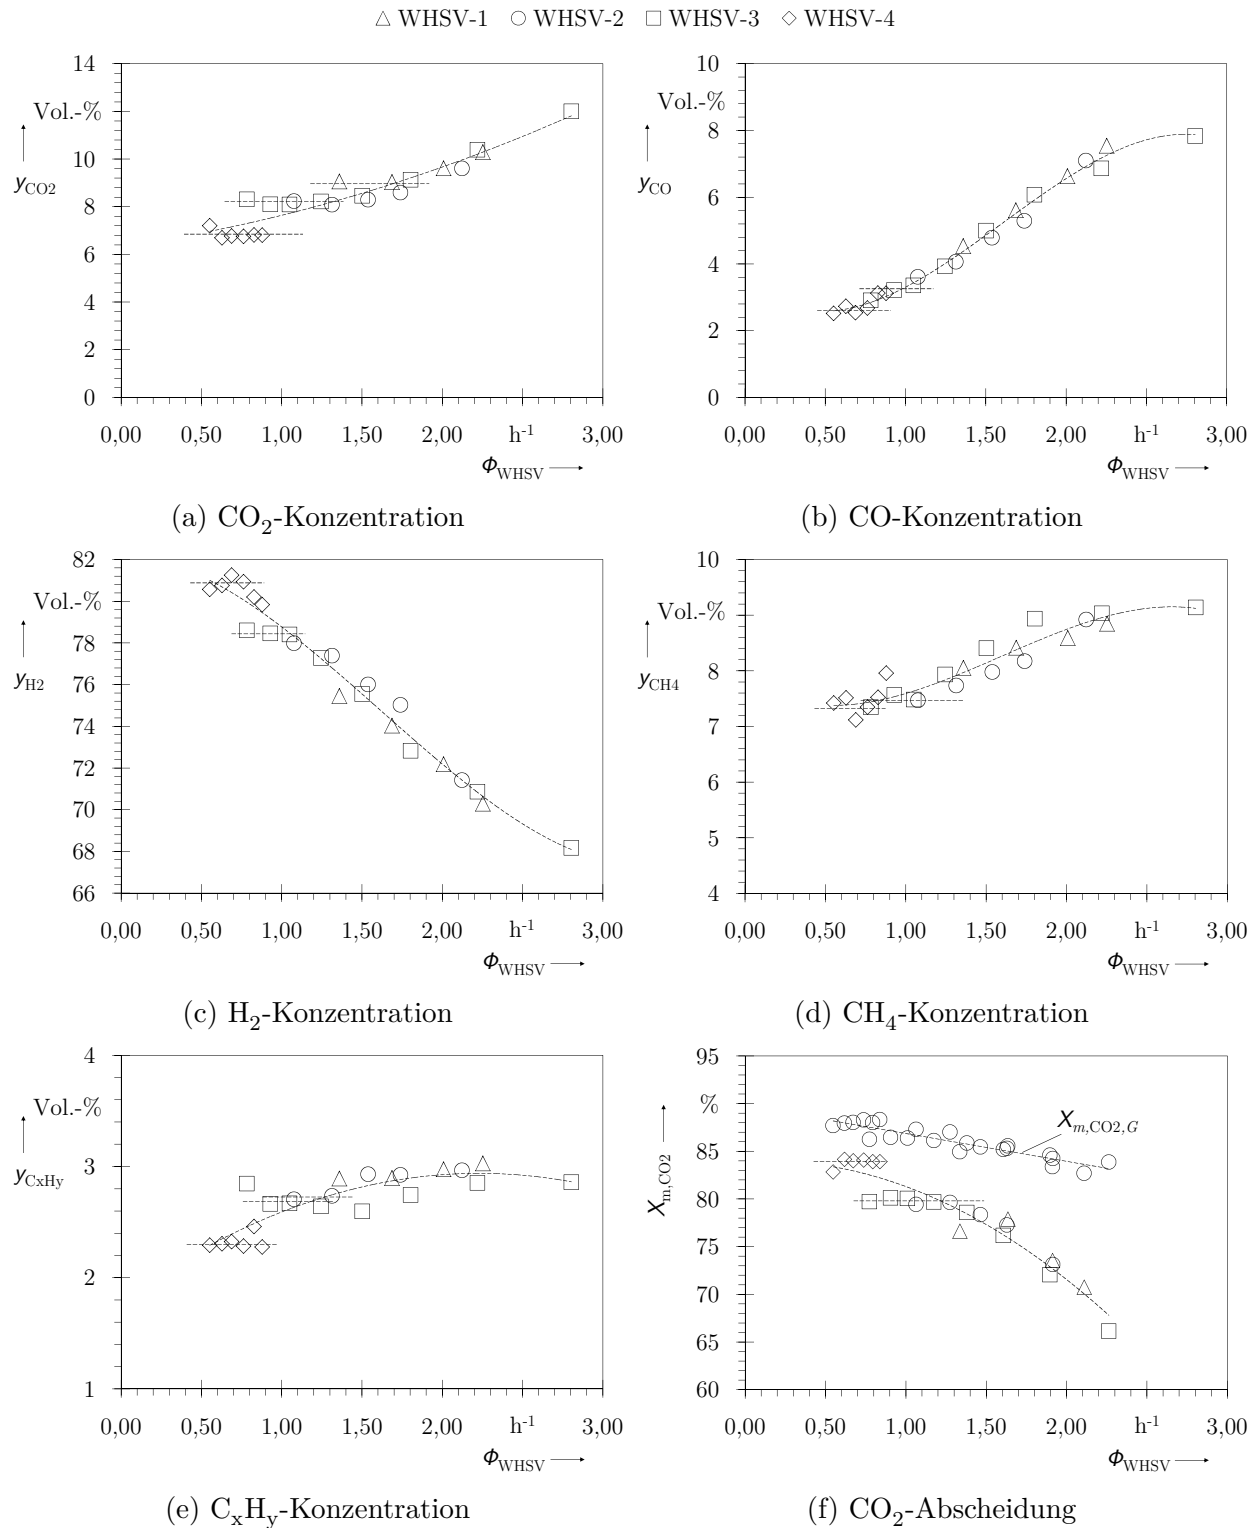 △ WHSV-1 ○ WHSV-2 □ WHSV-3 ◇ WHSV-4
14
Vol.-%
10
8
6
4
2
0
y_CO2
0,00 0,50 1,00 1,50 2,00 h⁻¹ 3,00
Φ_WHSV
(a) CO₂-Konzentration
10
Vol.-%
8
6
4
2
0
y_CO
0,00 0,50 1,00 1,50 2,00 h⁻¹ 3,00
Φ_WHSV
(b) CO-Konzentration
82
Vol.-%
78
76
74
72
70
68
66
y_H2
0,00 0,50 1,00 1,50 2,00 h⁻¹ 3,00
Φ_WHSV
(c) H₂-Konzentration
10
Vol.-%
8
7
6
5
4
y_CH4
0,00 0,50 1,00 1,50 2,00 h⁻¹ 3,00
Φ_WHSV
(d) CH₄-Konzentration
4
Vol.-%
3
2
1
y_CxHy
0,00 0,50 1,00 1,50 2,00 h⁻¹ 3,00
Φ_WHSV
(e) CₓH_y-Konzentration
95
%
85
80
75
70
65
60
X_m,CO2
X_m,CO2,G
0,00 0,50 1,00 1,50 2,00 h⁻¹ 3,00
Φ_WHSV
(f) CO₂-Abscheidung